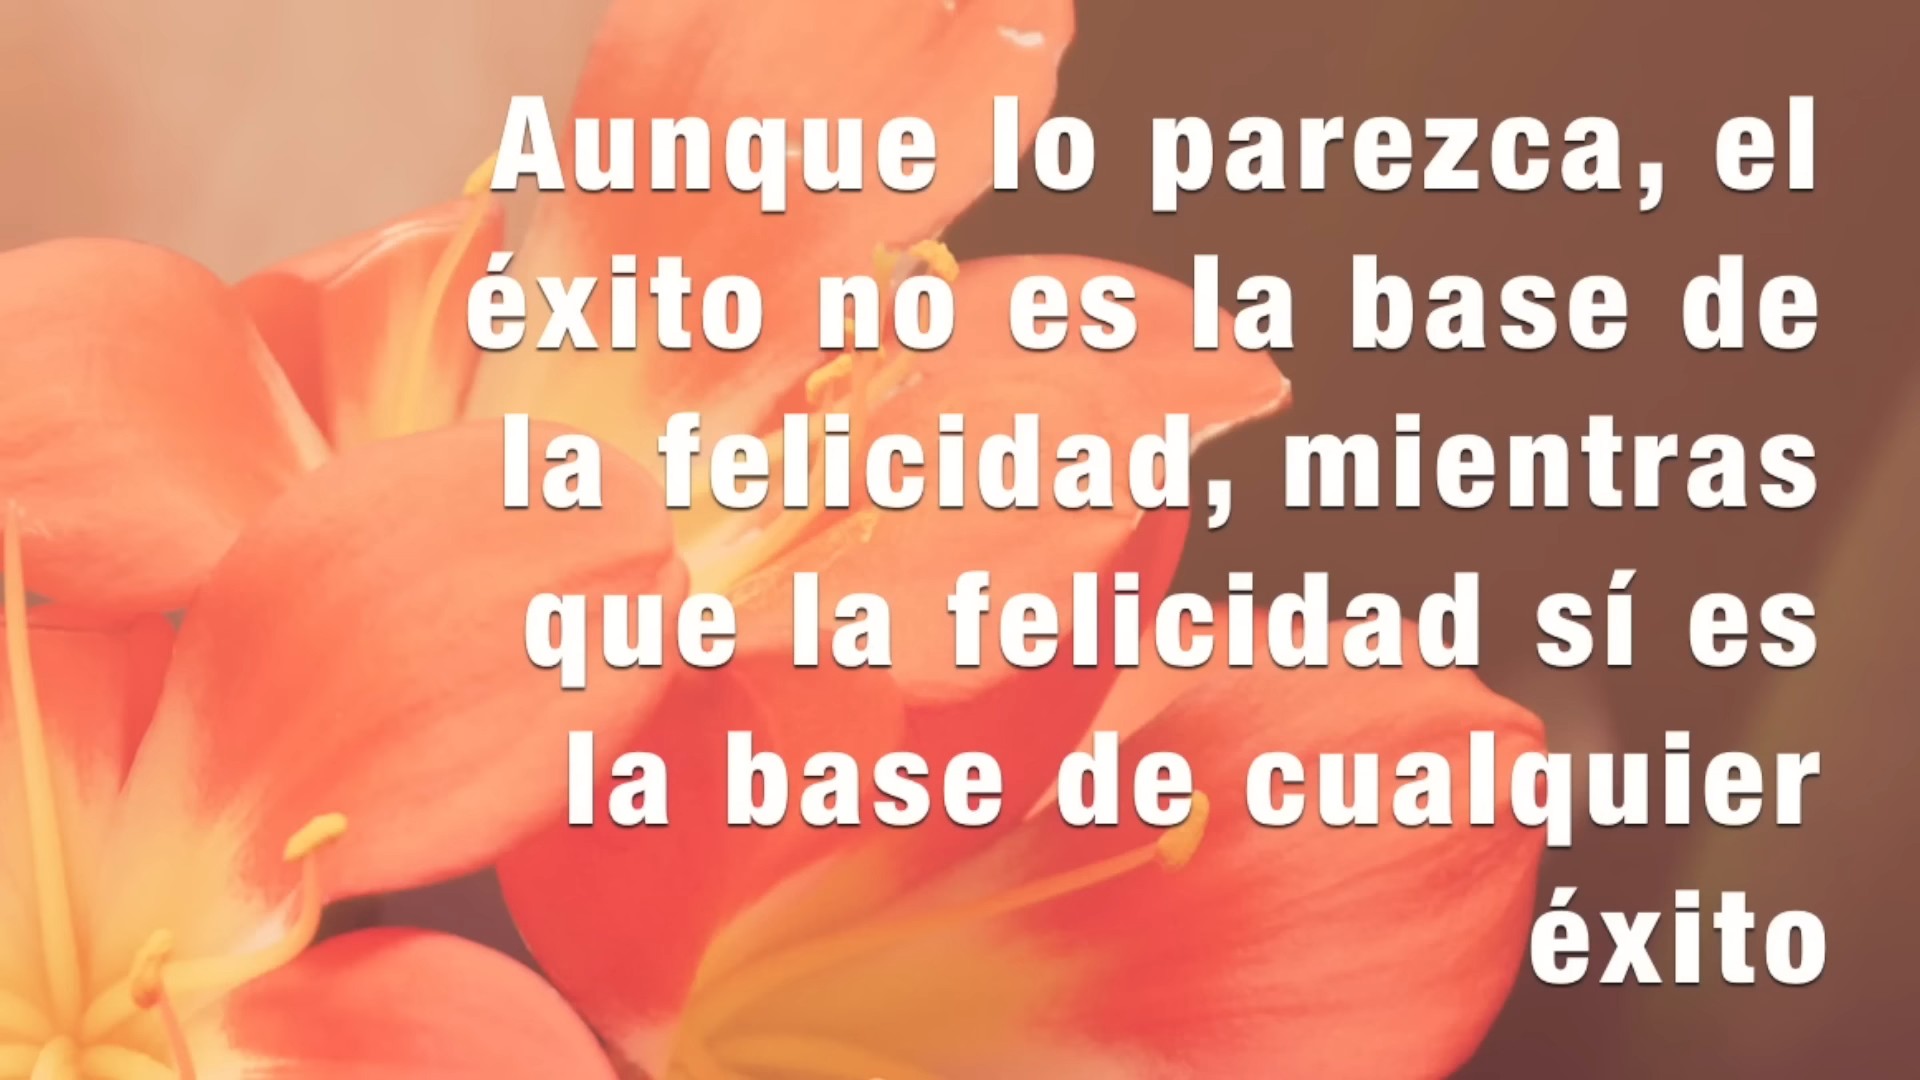 Aunque lo parezca, el
éxito no es la base de
la felicidad, mientras
que la felicidad sí es
la base de cualquier
éxito